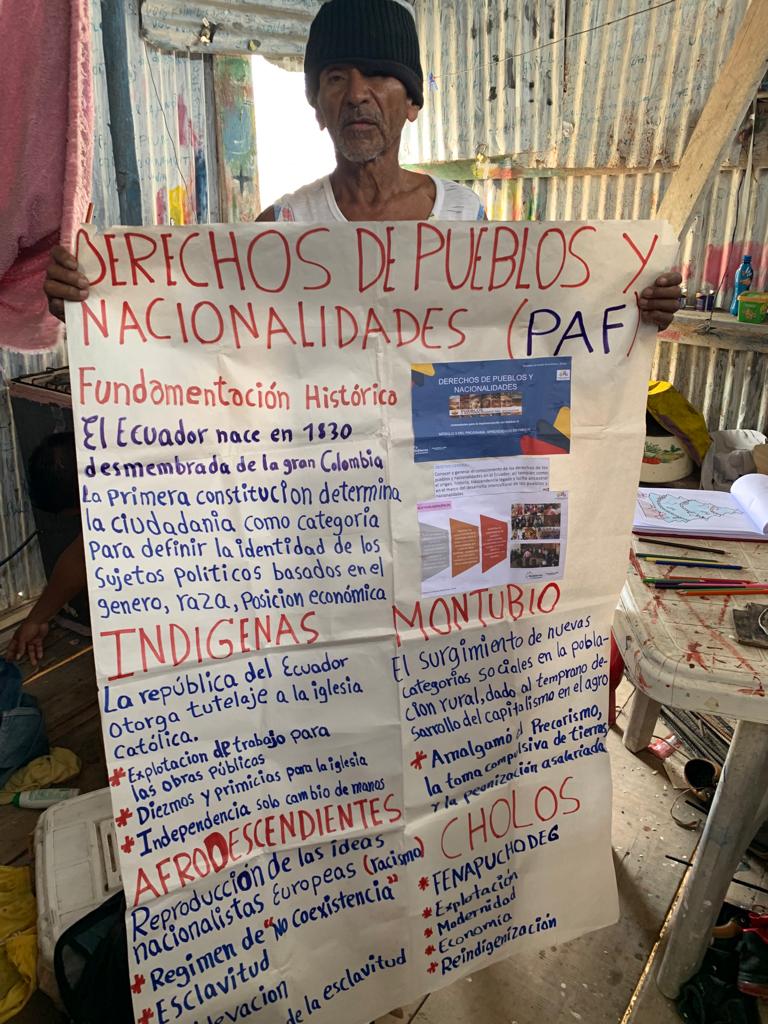 DERECHOS DE PUEBLOS Y
NACIONALIDADES (PAF)
Fundamentación Histórica
El Ecuador nace en 1830
desmembrada de la gran Colombia
La primera constitucion determina
la ciudadania como categoría
Para definir la identidad de los
Sujetos politicos basados en el
genero, raza, Posicion económica
INDIGENAS
La república del Ecuador
otorga tutelaje a la iglesia
católica.
* Explotacion de trabajo para
las obras públicas
* Diezmos y primicias para la iglesia
* Independencia solo cambio de manos
AFRODESCENDIENTES
Reproducción de las ideas
nacionalistas Europeas (racismo)
* Regimen de "No coexistencia"
* Esclavitud
de la esclavitud
DERECHOS DE PUEBLOS Y
NACIONALIDADES
MONTUBIO
El surgimiento de nuevas
categorias sociales en la pobla-
cion rural, dado al temprano de-
sarrollo del capitalismo en el agro
* Amalgamó el Precarismo,
la toma compulsiva de tierras
y la peonización asalariada
CHOLOS
* FENAPUCHODEG
* Explotación
* Modernidad
* Economía
* Reindigenización